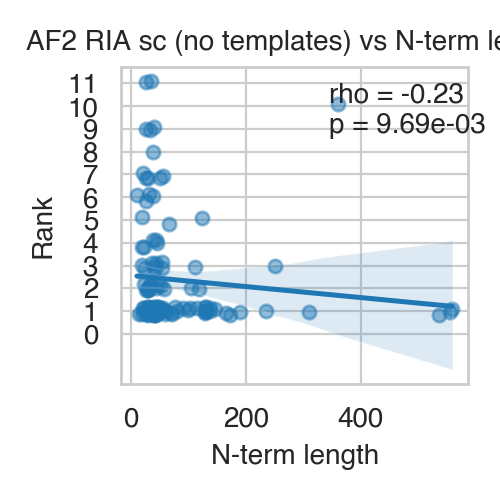 AF2 RIA sc (no templates) vs N-term le
rho = -0.23
p = 9.69e-03
Rank
11
10
9
8
7
6
5
4
3
2
1
0
0 200 400
N-term length